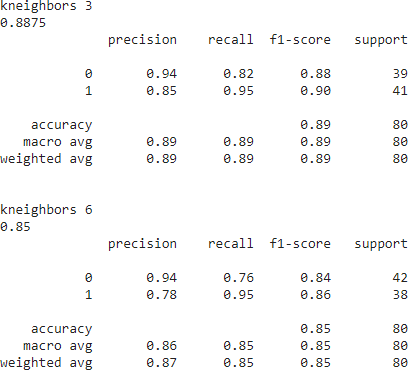 kneighbors 3
0.8875
precision recall f1-score support
0 0.94 0.82 0.88 39
1 0.85 0.95 0.90 41
accuracy 0.89 80
macro avg 0.89 0.89 0.89 80
weighted avg 0.89 0.89 0.89 80
kneighbors 6
0.85
precision recall f1-score support
0 0.94 0.76 0.84 42
1 0.78 0.95 0.86 38
accuracy 0.85 80
macro avg 0.86 0.85 0.85 80
weighted avg 0.87 0.85 0.85 80